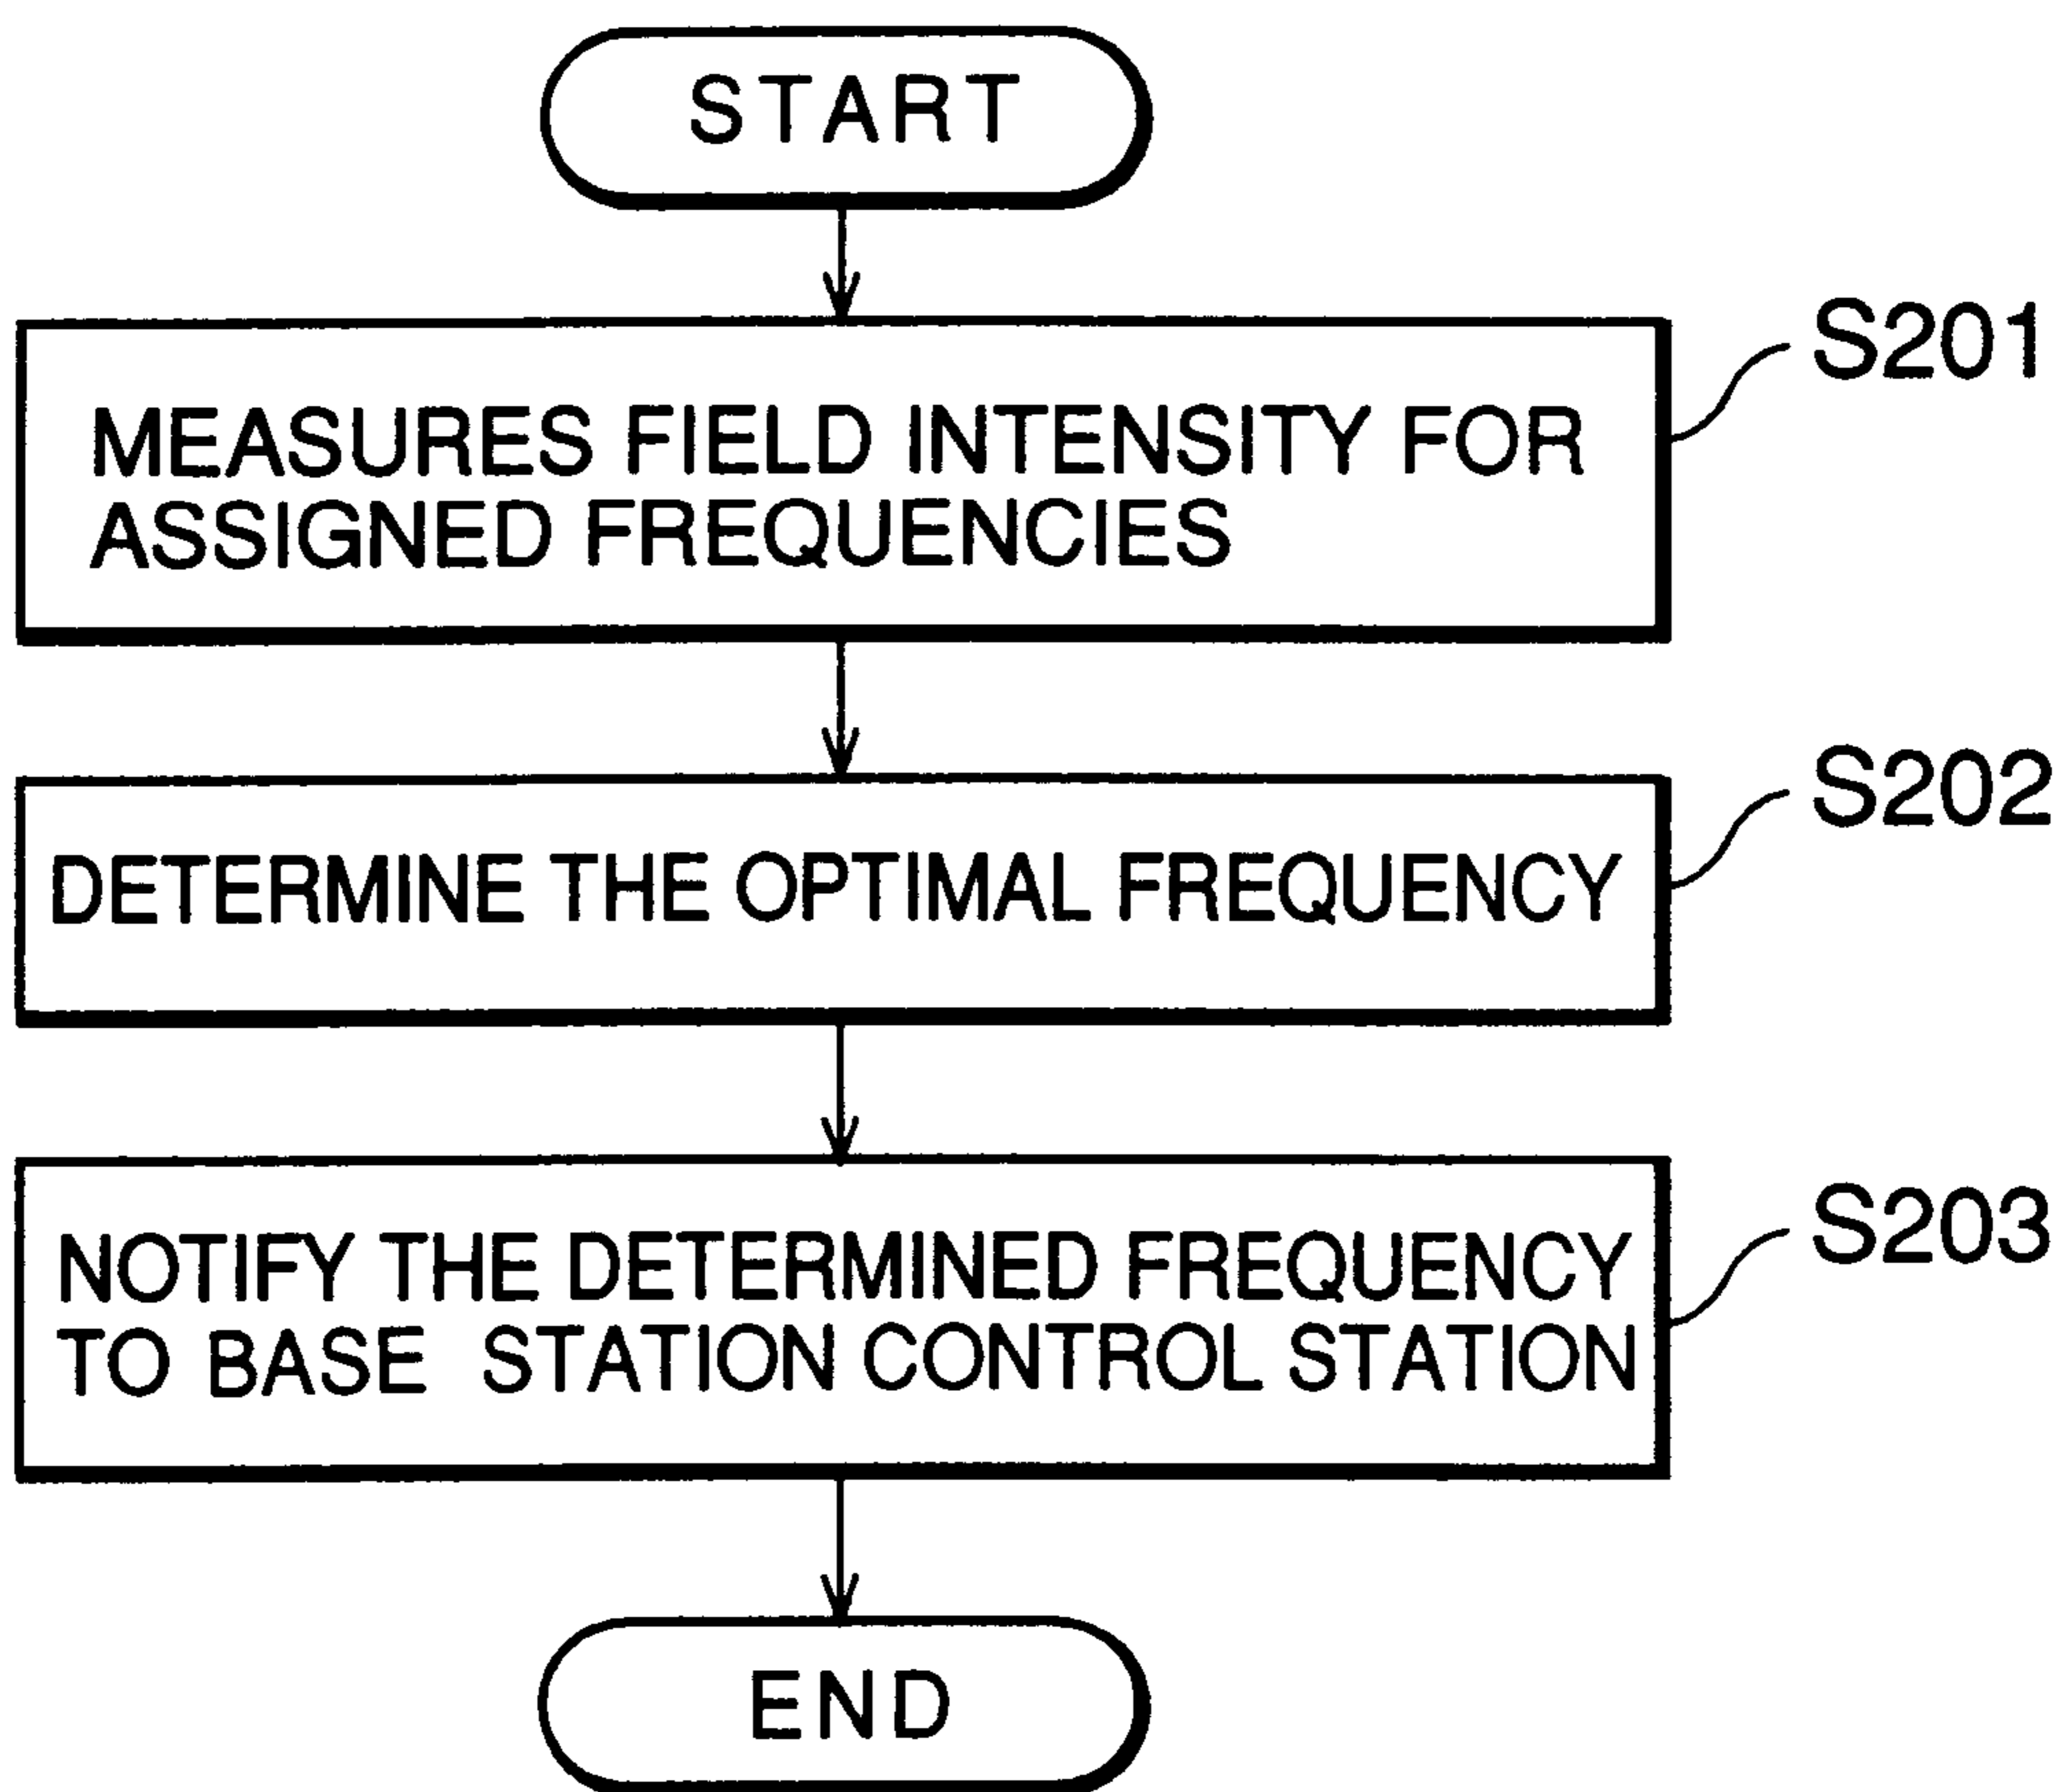 START
S201
MEASURES FIELD INTENSITY FOR
ASSIGNED FREQUENCIES
S202
DETERMINE THE OPTIMAL FREQUENCY
S203
NOTIFY THE DETERMINED FREQUENCY
TO BASE STATION CONTROL STATION
END